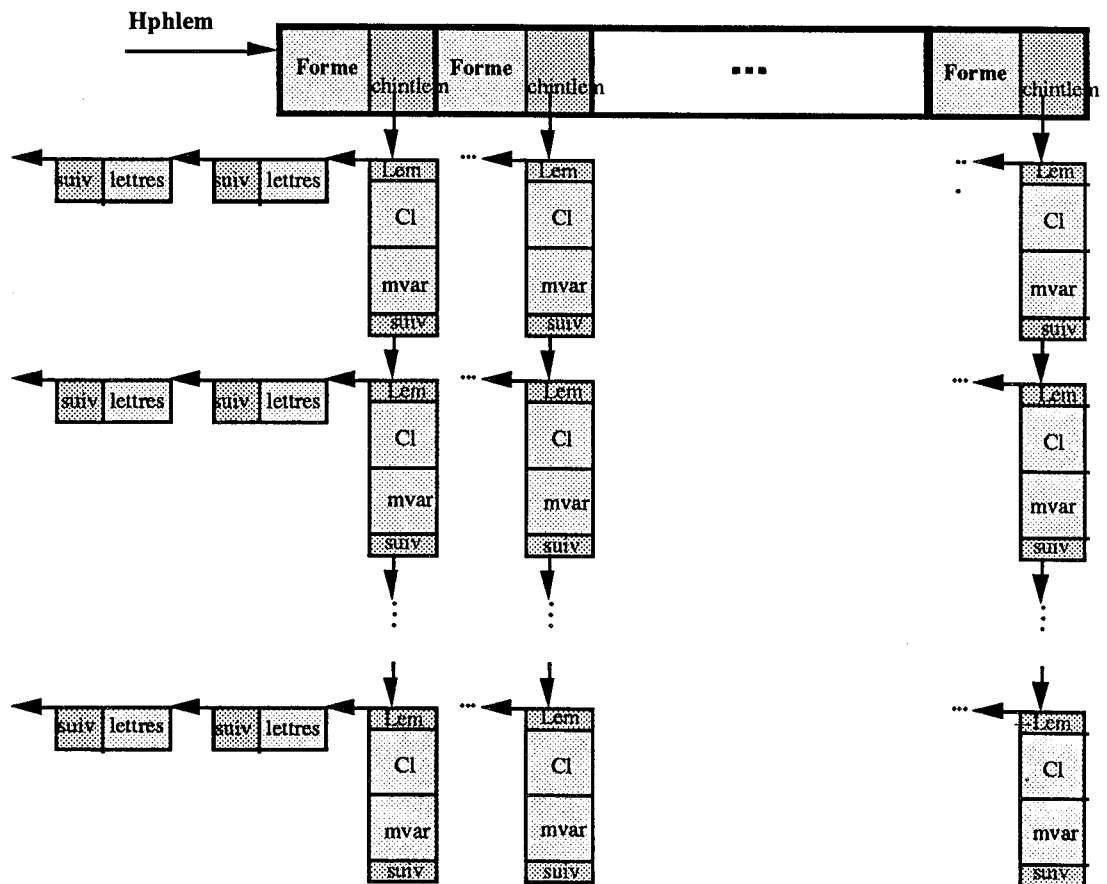 Hphlem
Forme chintlem Forme chintlem ... Forme chintlem
suiv lettres suiv lettres Lem ... Lem ... Lem
Cl Cl Cl
mvar mvar mvar
suiv suiv suiv
suiv lettres suiv lettres Lem ... Lem ... Lem
Cl Cl Cl
mvar mvar mvar
suiv suiv suiv
suiv lettres suiv lettres Lem ... Lem ... Lem
Cl Cl Cl
mvar mvar mvar
suiv suiv suiv